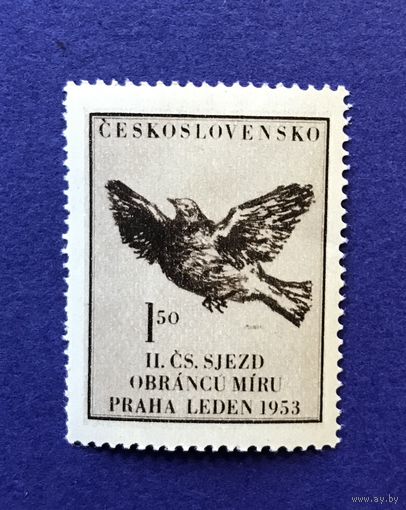 ČESKOSLOVENSKO
1 50
II. ČS. SJEZD
OBRÁNCŮ MÍRU
PRAHA LEDEN 1953
www.ay.by